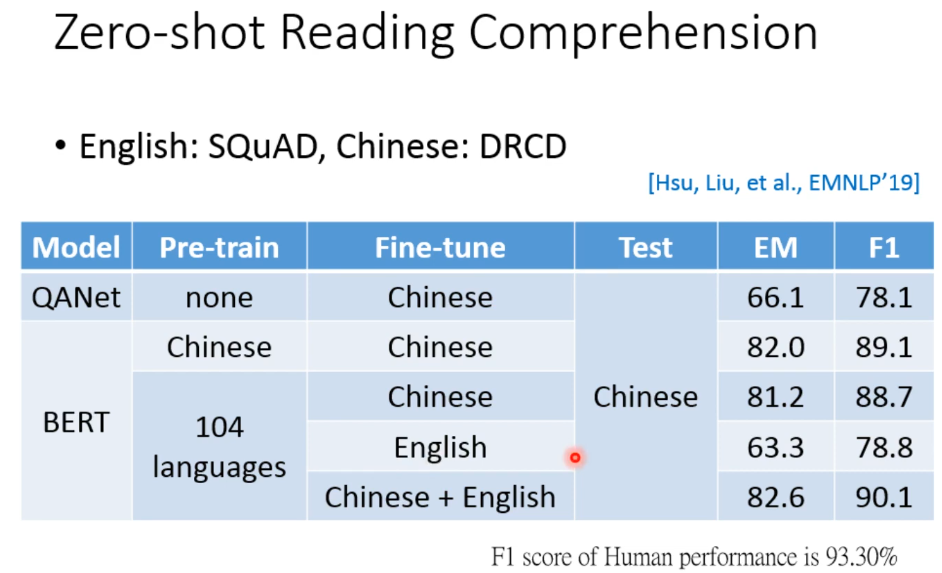 Zero-shot Reading Comprehension
• English: SQuAD, Chinese: DRCD
[Hsu, Liu, et al., EMNLP'19]
Model Pre-train Fine-tune Test EM F1
QANet none Chinese 66.1 78.1
Chinese Chinese 82.0 89.1
Chinese 81.2 88.7
BERT 104 languages English Chinese 63.3 78.8
Chinese + English 82.6 90.1
F1 score of Human performance is 93.30%